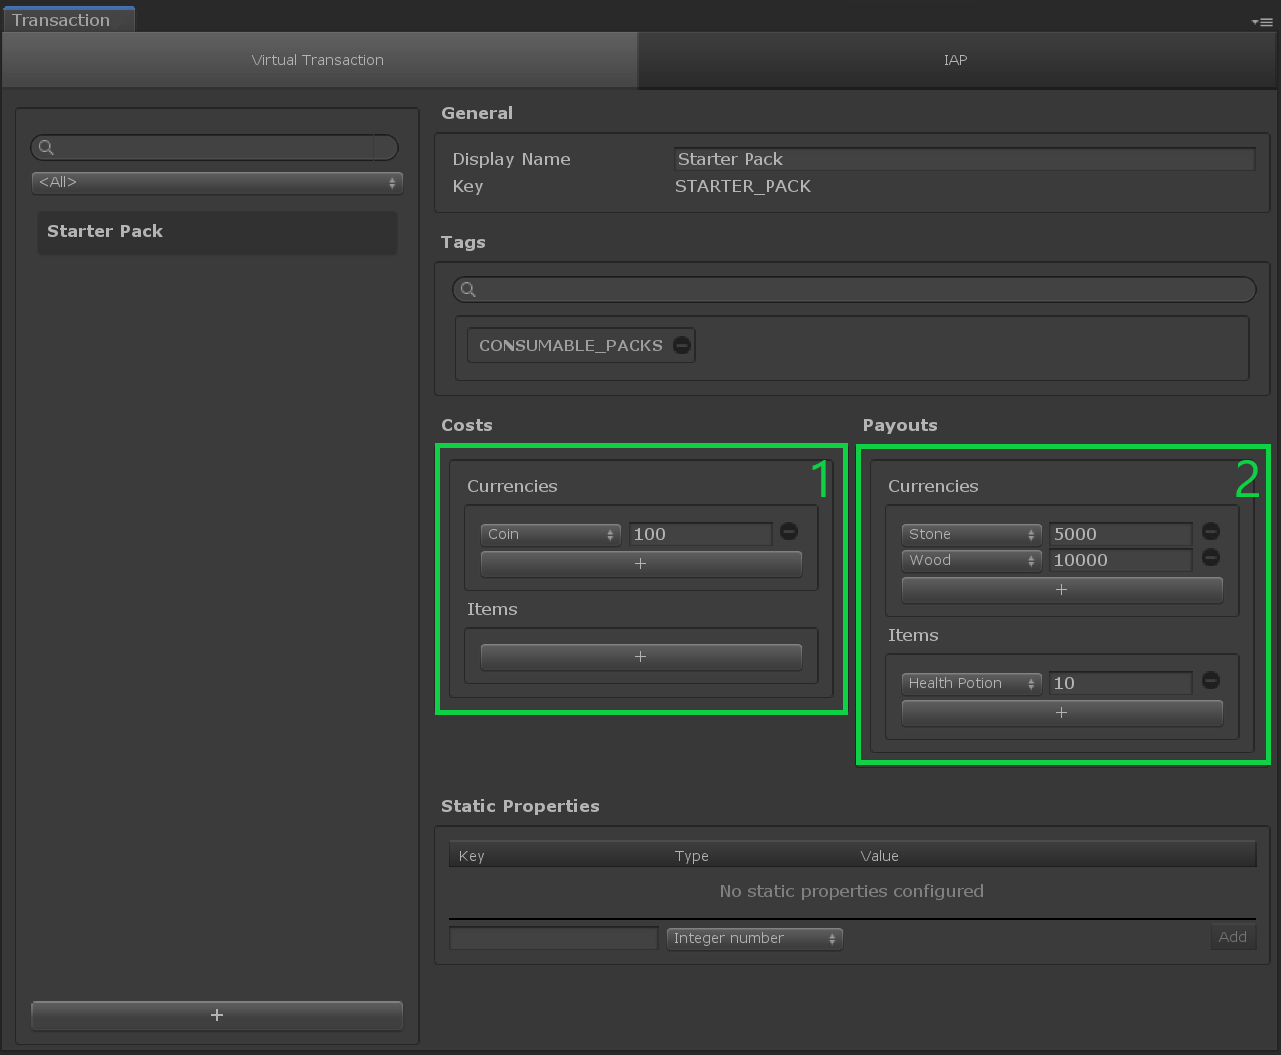 Transaction
Virtual Transaction
IAP
<All>
Starter Pack
General
Display Name Starter Pack
Key STARTER_PACK
Tags
CONSUMABLE_PACKS
Costs
1
Currencies
Coin 100
+
Items
+
Payouts
2
Currencies
Stone 5000
Wood 10000
+
Items
Health Potion 10
+
Static Properties
Key Type Value
No static properties configured
Integer number Add
+